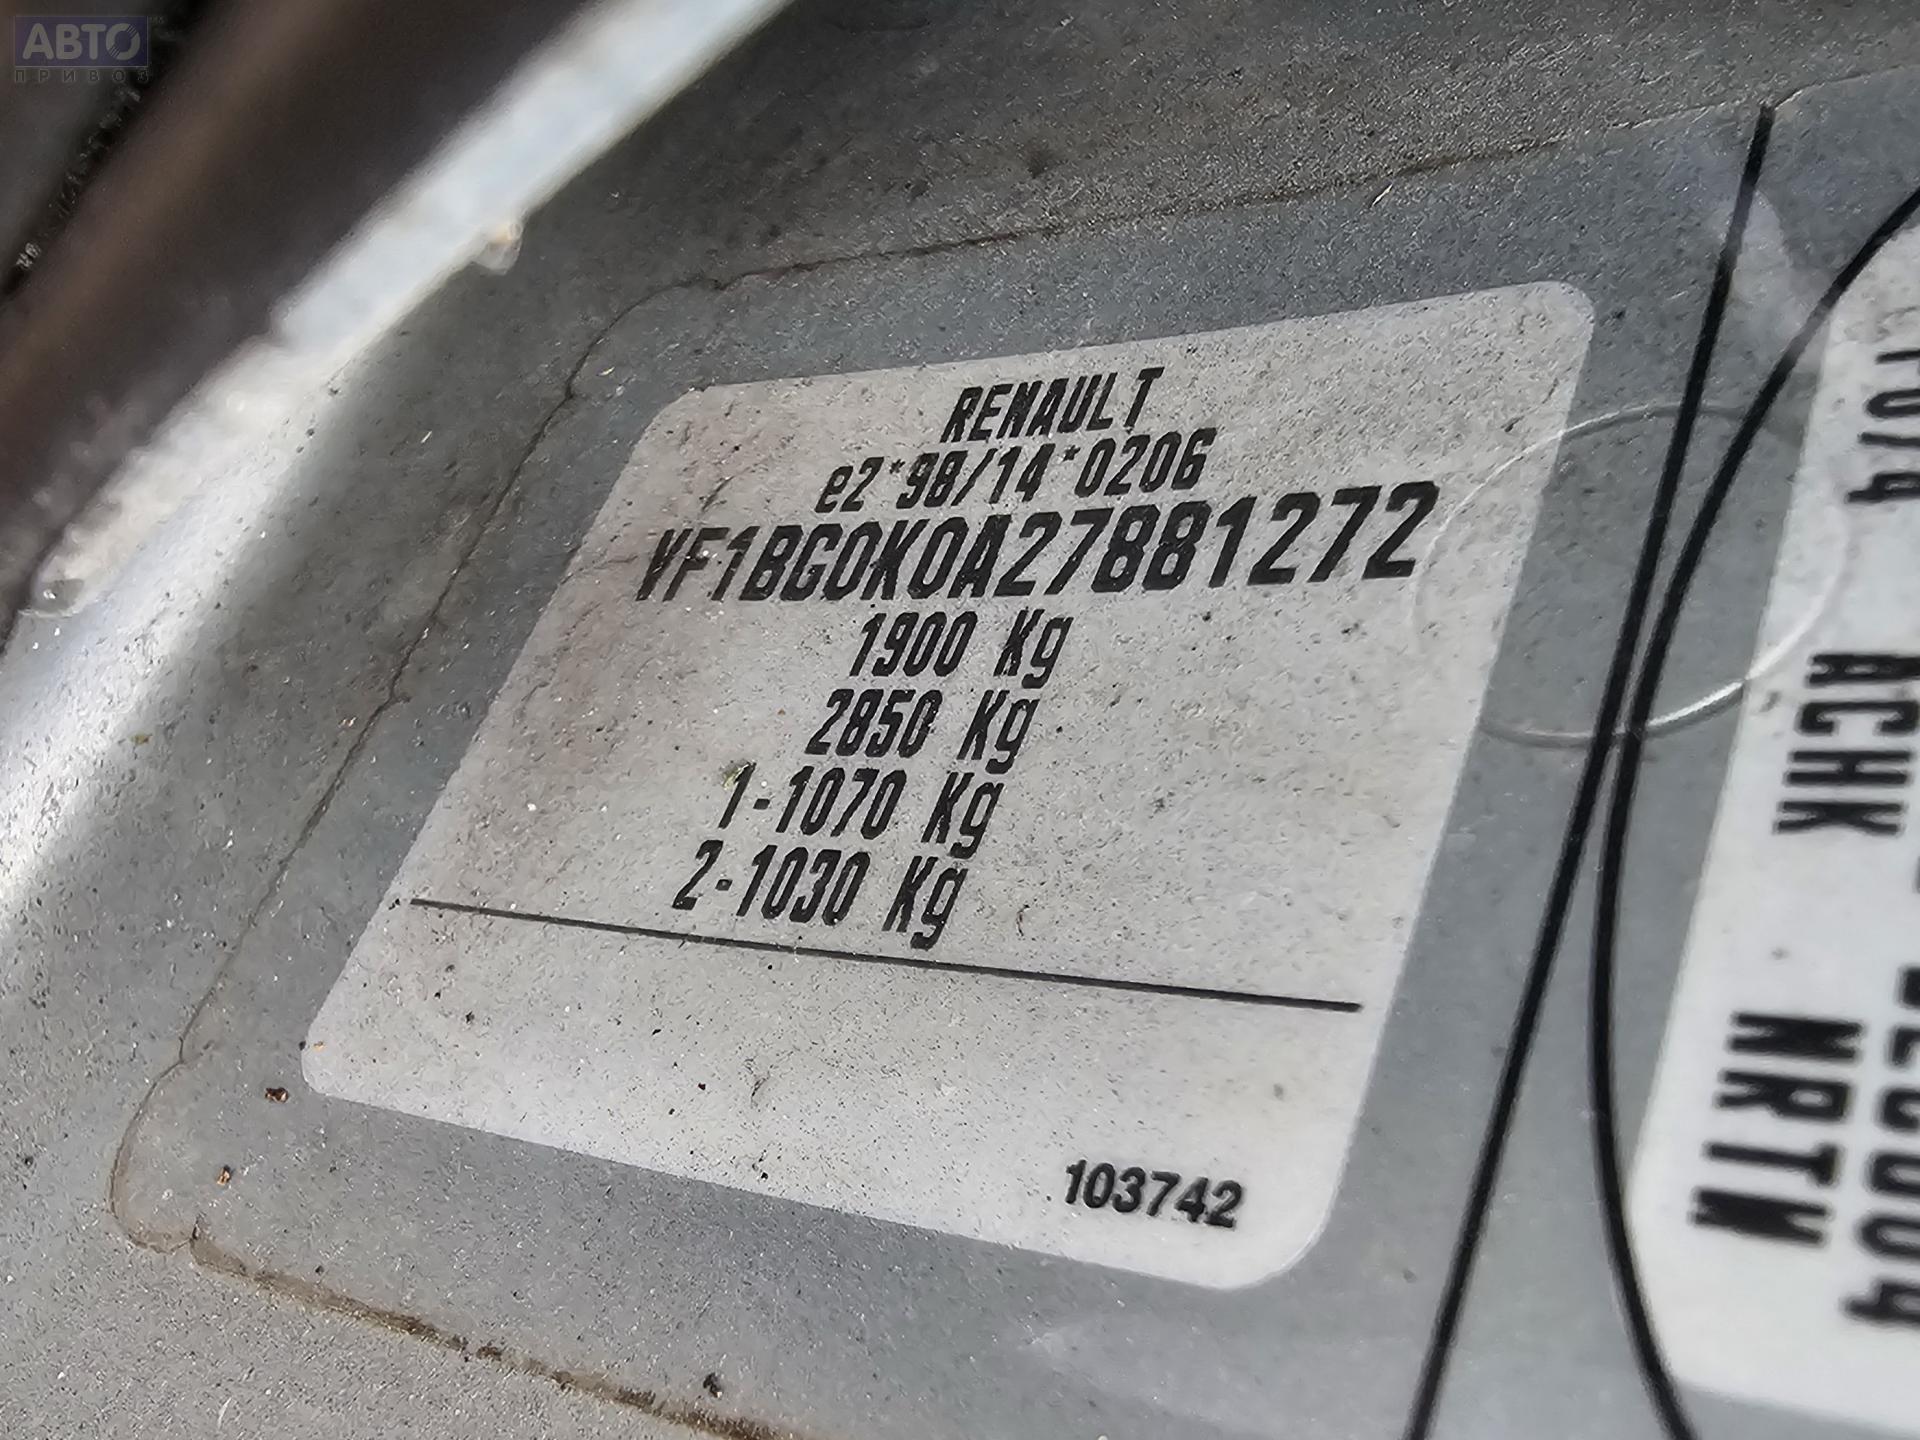 АВТО
ПРИВОЗ
RENAULT
e2*98/14*0206
VF1BG0K0A27881272
1900 Kg
2850 Kg
1-1070 Kg
2-1030 Kg
103742
ACHK
NRTW